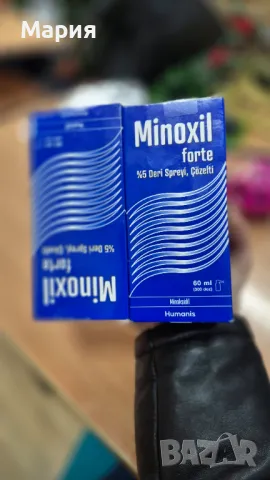 Мария
Minoxil
forte
%5 Deri Spreyi, Çözelti
60 ml
Minoksidil
Humanis
Minoxil
forte
%5 Deri Spreyi, Çözelti
BAZAR